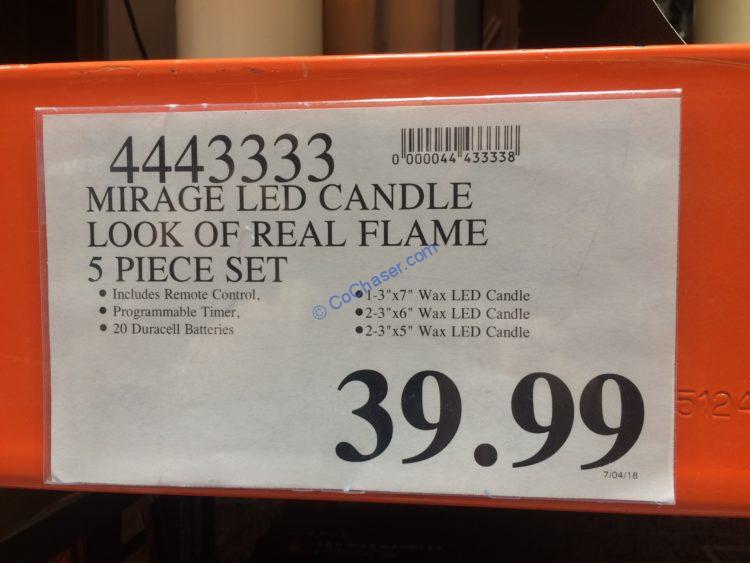 4443333
0 000044 433338
MIRAGE LED CANDLE
LOOK OF REAL FLAME
5 PIECE SET
© CoChaser.com
• Includes Remote Control,
• Programmable Timer,
• 20 Duracell Batteries
• 1-3"x7" Wax LED Candle
• 2-3"x6" Wax LED Candle
• 2-3"x5" Wax LED Candle
39.99
7/04/18
5124